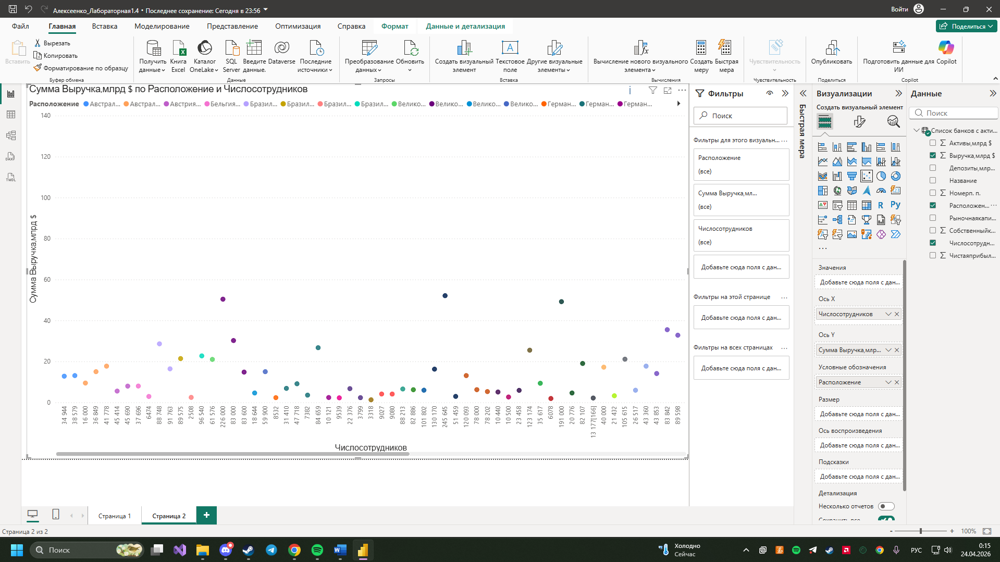 Алексеенко_Лабораторная1.4 • Последнее сохранение: Сегодня в 23:56
Войти
Файл Главная Вставка Моделирование Представление Оптимизация Справка Формат Данные и детализация
Поделиться
Вставить
Вырезать
Копировать
Форматирование по образцу
Буфер обмена
Получить данные
Книга Excel
Каталог OneLake
SQL Server
Введите данные.
Dataverse
Последние источники
Данные
Преобразование данных
Обновить
Запросы
Создать визуальный элемент
Текстовое поле
Другие визуальные элементы
Вставка
Вычисление нового визуального элемента
Создать меру
Быстрая мера
Вычисления
Чувствительность
Чувствительность
Опубликовать
Поделиться
Подготовить данные для ИИ
Copilot
Copilot
DAX
TMDL
Сумма Выручка,млрд $ по Расположение и Числосотрудников
Расположение Австрал... Австрал... Австрия... Бельгия... Бразил... Бразил... Бразил... Бразил... Велико... Велико... Велико... Велико... Герман... Герман... Герман...
140
120
100
80
60
40
20
0
Сумма Выручка,млрд $
34 944 38 579 16 000 36 849 41 778 45 414 45 690 37 696 6474 88 748 91 763 89 575 2508 96 540 61 576 226 000 83 000 83 600 18 644 59 900 8532 31 410 47 718 7382 84 659 10 121 9539 22 376 3799 3318 9027 9080 88 213 82 886 101 802 130 170 245 645 51 459 120 093 78 000 78 202 10 440 10 500 23 458 123 174 35 617 6078 191 000 20 776 82 107 13 177[166] 40 000 21 432 105 615 26 517 43 360 43 853 83 842 89 598
Числосотрудников
Фильтры
Поиск
Фильтры для этого визуальн... ...
Расположение
(все)
Сумма Выручка,мл...
(все)
Числосотрудников
(все)
Добавьте сюда поля с дан...
Фильтры на этой странице ...
Добавьте сюда поля с дан...
Фильтры на всех страницах ...
Добавьте сюда поля с дан...
Быстрая мера
Визуализации
Создать визуальный элемент
123
R
Py
...
Значения
Добавьте сюда поля с дан...
Ось X
Числосотрудников
Ось Y
Сумма Выручка,млр...
Условные обозначения
Расположение
Размер
Добавьте сюда поля с дан...
Ось воспроизведения
Добавьте сюда поля с дан...
Подсказки
Добавьте сюда поля с дан...
Детализация
Несколько отчетов
Сохранить все
Данные
Поиск
Список банков с акти...
Активы,млрд $
Выручка,млрд $
Депозиты,млр...
Название
Номерп. п.
Расположен... ...
Рыночнаякапи...
Собственныйк...
Числосотрудн...
Чистаяприбыл...
Страница 1
Страница 2
+
Страница 2 из 2
- + 100%
Поиск
Холодно
Сейчас
РУС
0:15
24.04.2026